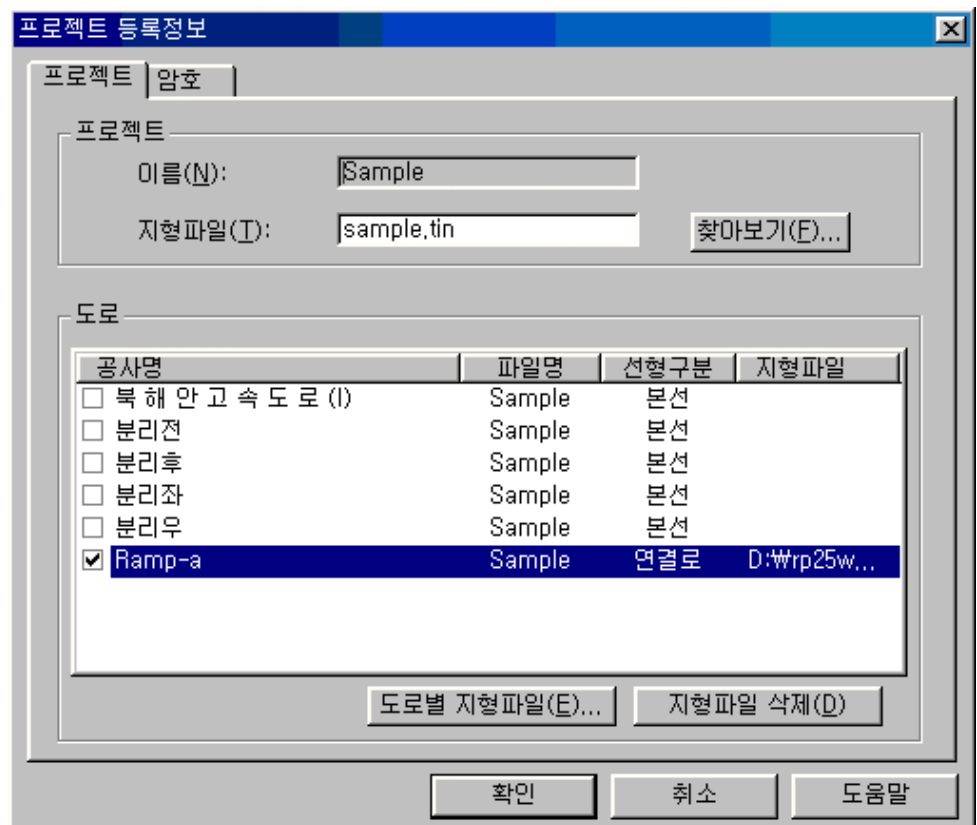 프로젝트 등록정보
프로젝트 암호
프로젝트
이름(N): Sample
지형파일(T): sample.tin 찾아보기(F)...
도로
공사명 파일명 선형구분 지형파일
북 해 안 고 속 도 로 (I) Sample 본선
분리전 Sample 본선
분리후 Sample 본선
분리좌 Sample 본선
분리우 Sample 본선
Ramp-a Sample 연결로 D:₩rp25w...
도로별 지형파일(E)... 지형파일 삭제(D)
확인 취소 도움말